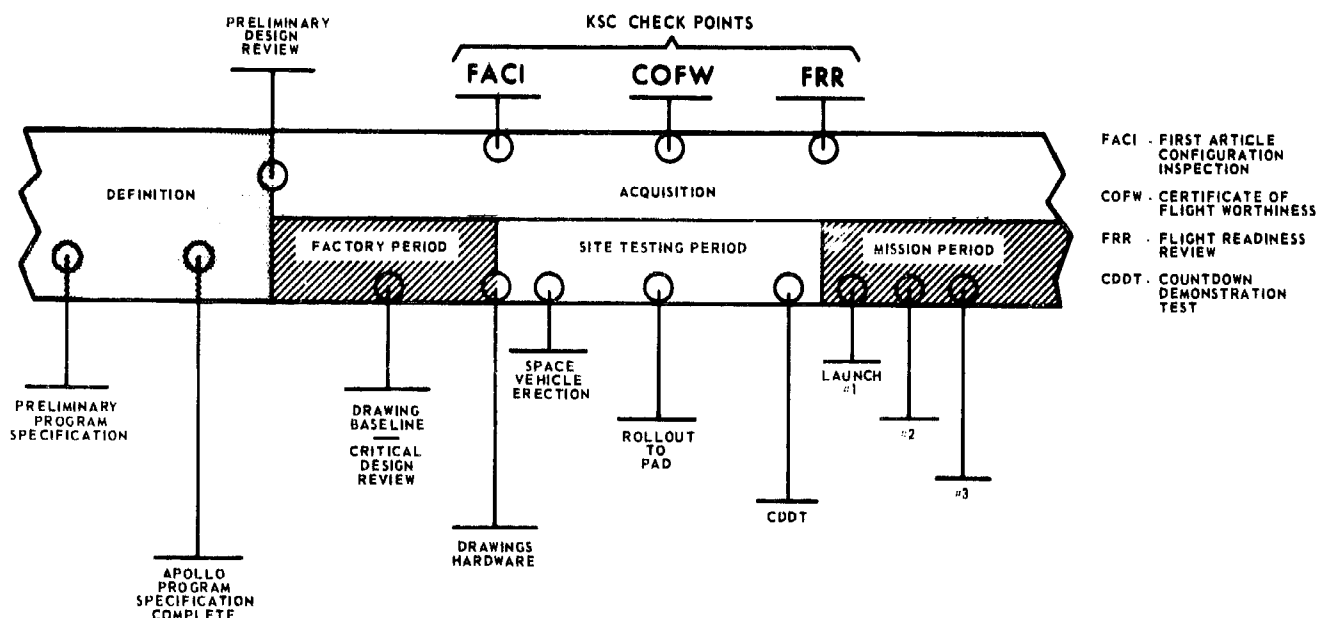 PRELIMINARY
DESIGN
REVIEW
KSC CHECK POINTS
FACI
COFW
FRR
DEFINITION
ACQUISITION
FACTORY PERIOD
SITE TESTING PERIOD
MISSION PERIOD
PRELIMINARY
PROGRAM
SPECIFICATION
APOLLO
PROGRAM
SPECIFICATION
COMPLETE
DRAWING
BASELINE
CRITICAL
DESIGN
REVIEW
DRAWINGS
HARDWARE
SPACE
VEHICLE
ERECTION
ROLLOUT
TO
PAD
CDDT
LAUNCH
#1
#2
#3
FACI - FIRST ARTICLE
CONFIGURATION
INSPECTION
COFW - CERTIFICATE OF
FLIGHT WORTHINESS
FRR - FLIGHT READINESS
REVIEW
CDDT - COUNTDOWN
DEMONSTRATION
TEST